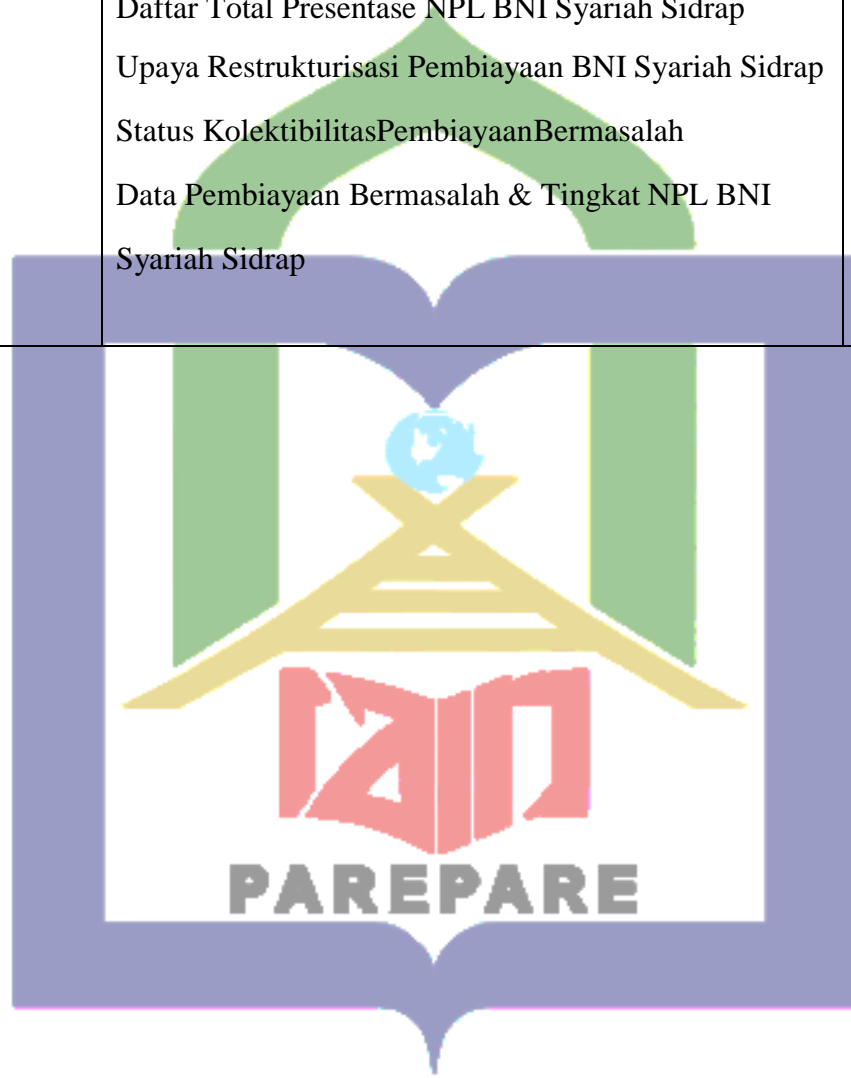 Daftar Total Presentase NPL BNI Syariah Sidrap
Upaya Restrukturisasi Pembiayaan BNI Syariah Sidrap
Status KolektibilitasPembiayaanBermasalah
Data Pembiayaan Bermasalah & Tingkat NPL BNI
Syariah Sidrap
iain
PAREPARE